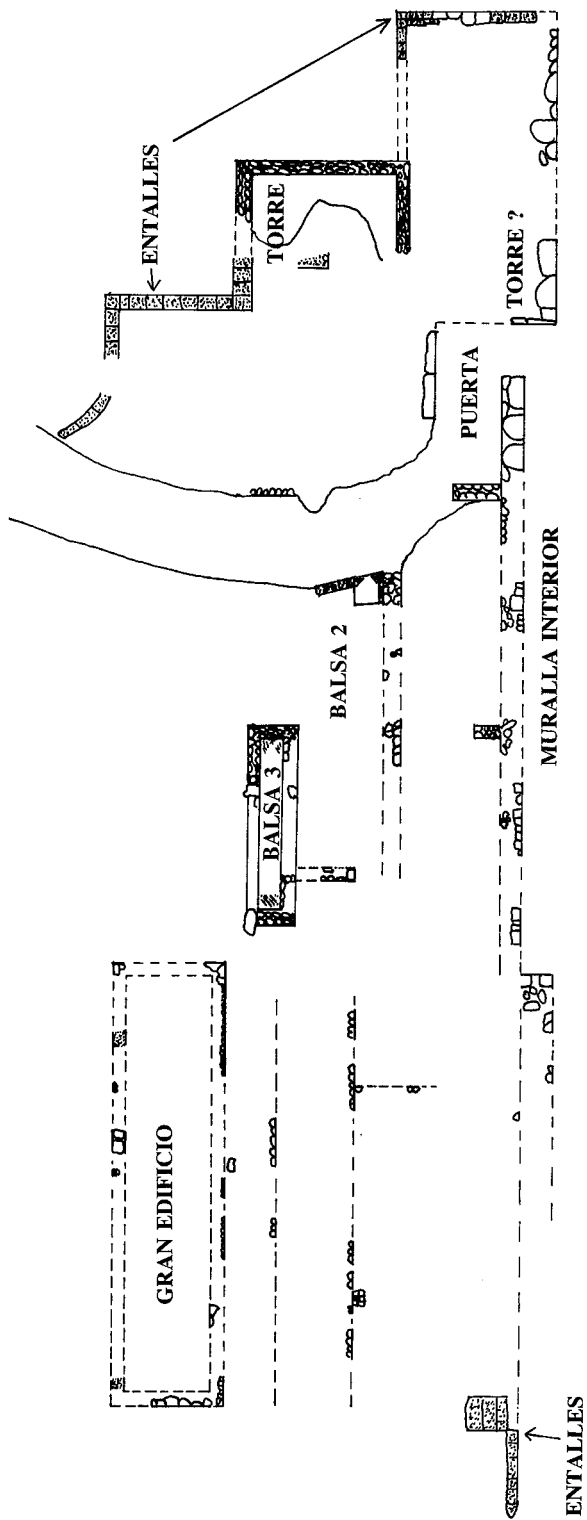 ENTALLES
TORRE
TORRE ?
PUERTA
BALSA 2
MURALLA INTERIOR
BALSA 3
GRAN EDIFICIO
ENTALLES